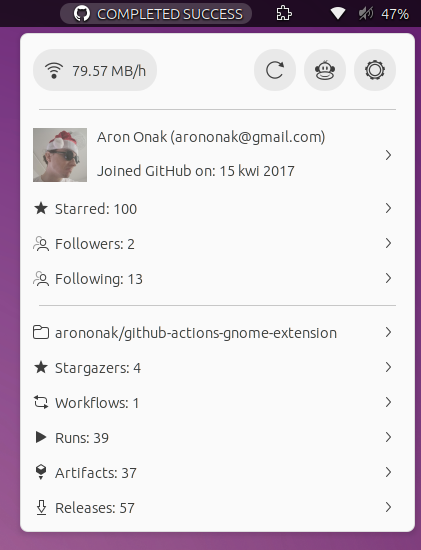 COMPLETED SUCCESS
47%
79.57 MB/h
Aron Onak (arononak@gmail.com)
Joined GitHub on: 15 kwi 2017
Starred: 100
Followers: 2
Following: 13
arononak/github-actions-gnome-extension
Stargazers: 4
Workflows: 1
Runs: 39
Artifacts: 37
Releases: 57